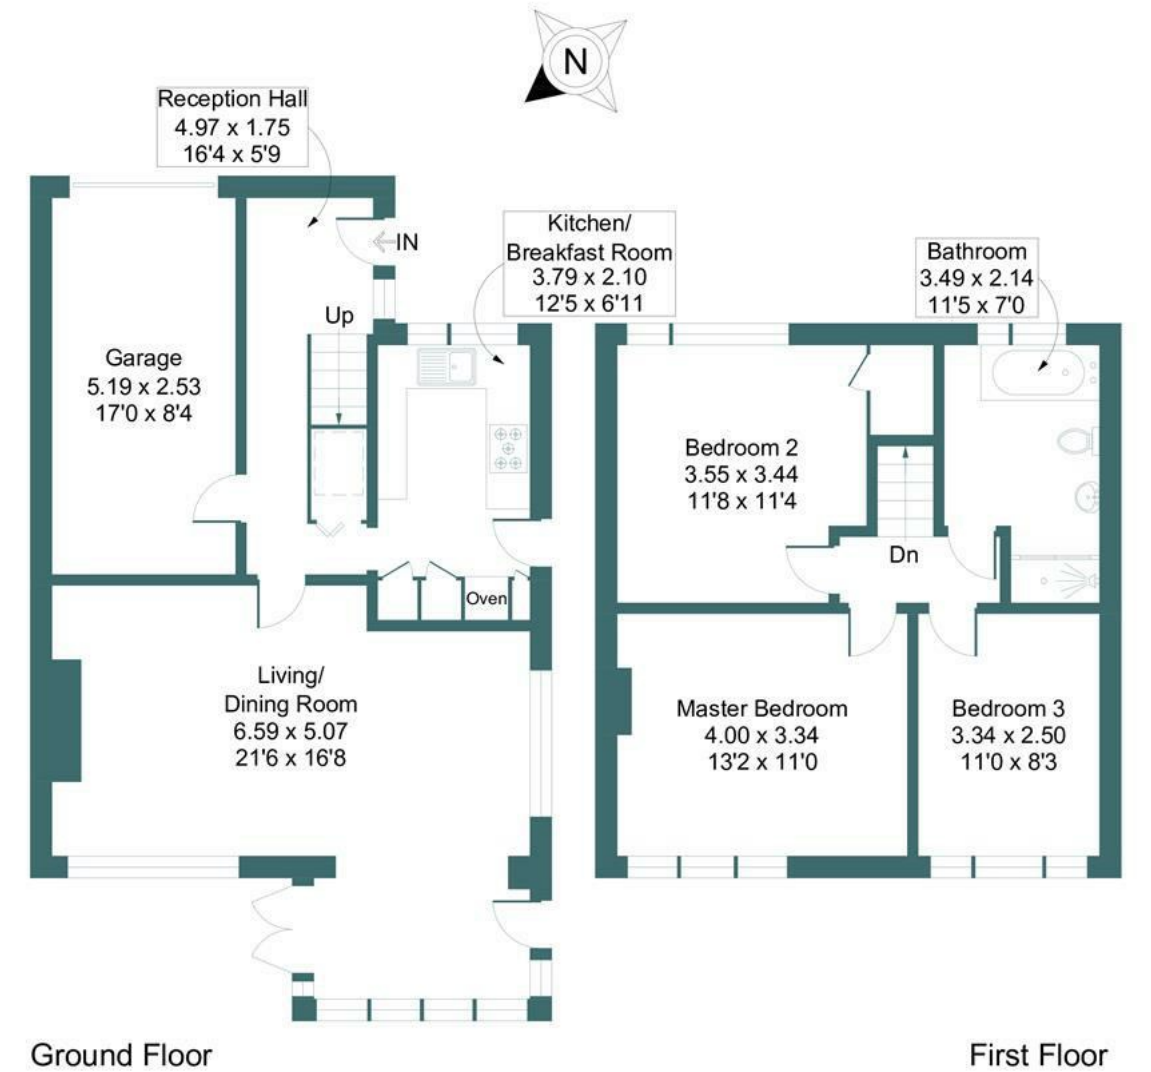 N
Reception Hall
4.97 x 1.75
16'4 x 5'9
IN
Kitchen/
Breakfast Room
3.79 x 2.10
12'5 x 6'11
Up
Garage
5.19 x 2.53
17'0 x 8'4
Oven
Living/
Dining Room
6.59 x 5.07
21'6 x 16'8
Ground Floor
Bathroom
3.49 x 2.14
11'5 x 7'0
Bedroom 2
3.55 x 3.44
11'8 x 11'4
Dn
Master Bedroom
4.00 x 3.34
13'2 x 11'0
Bedroom 3
3.34 x 2.50
11'0 x 8'3
First Floor